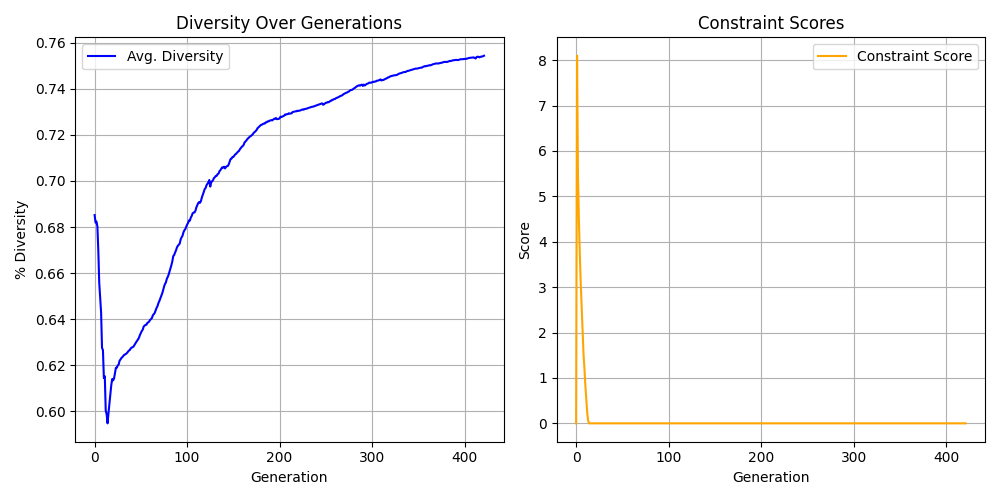 Diversity Over Generations
Avg. Diversity
% Diversity
0.76
0.74
0.72
0.70
0.68
0.66
0.64
0.62
0.60
0 100 200 300 400
Generation
Constraint Scores
Constraint Score
Score
8
7
6
5
4
3
2
1
0
0 100 200 300 400
Generation